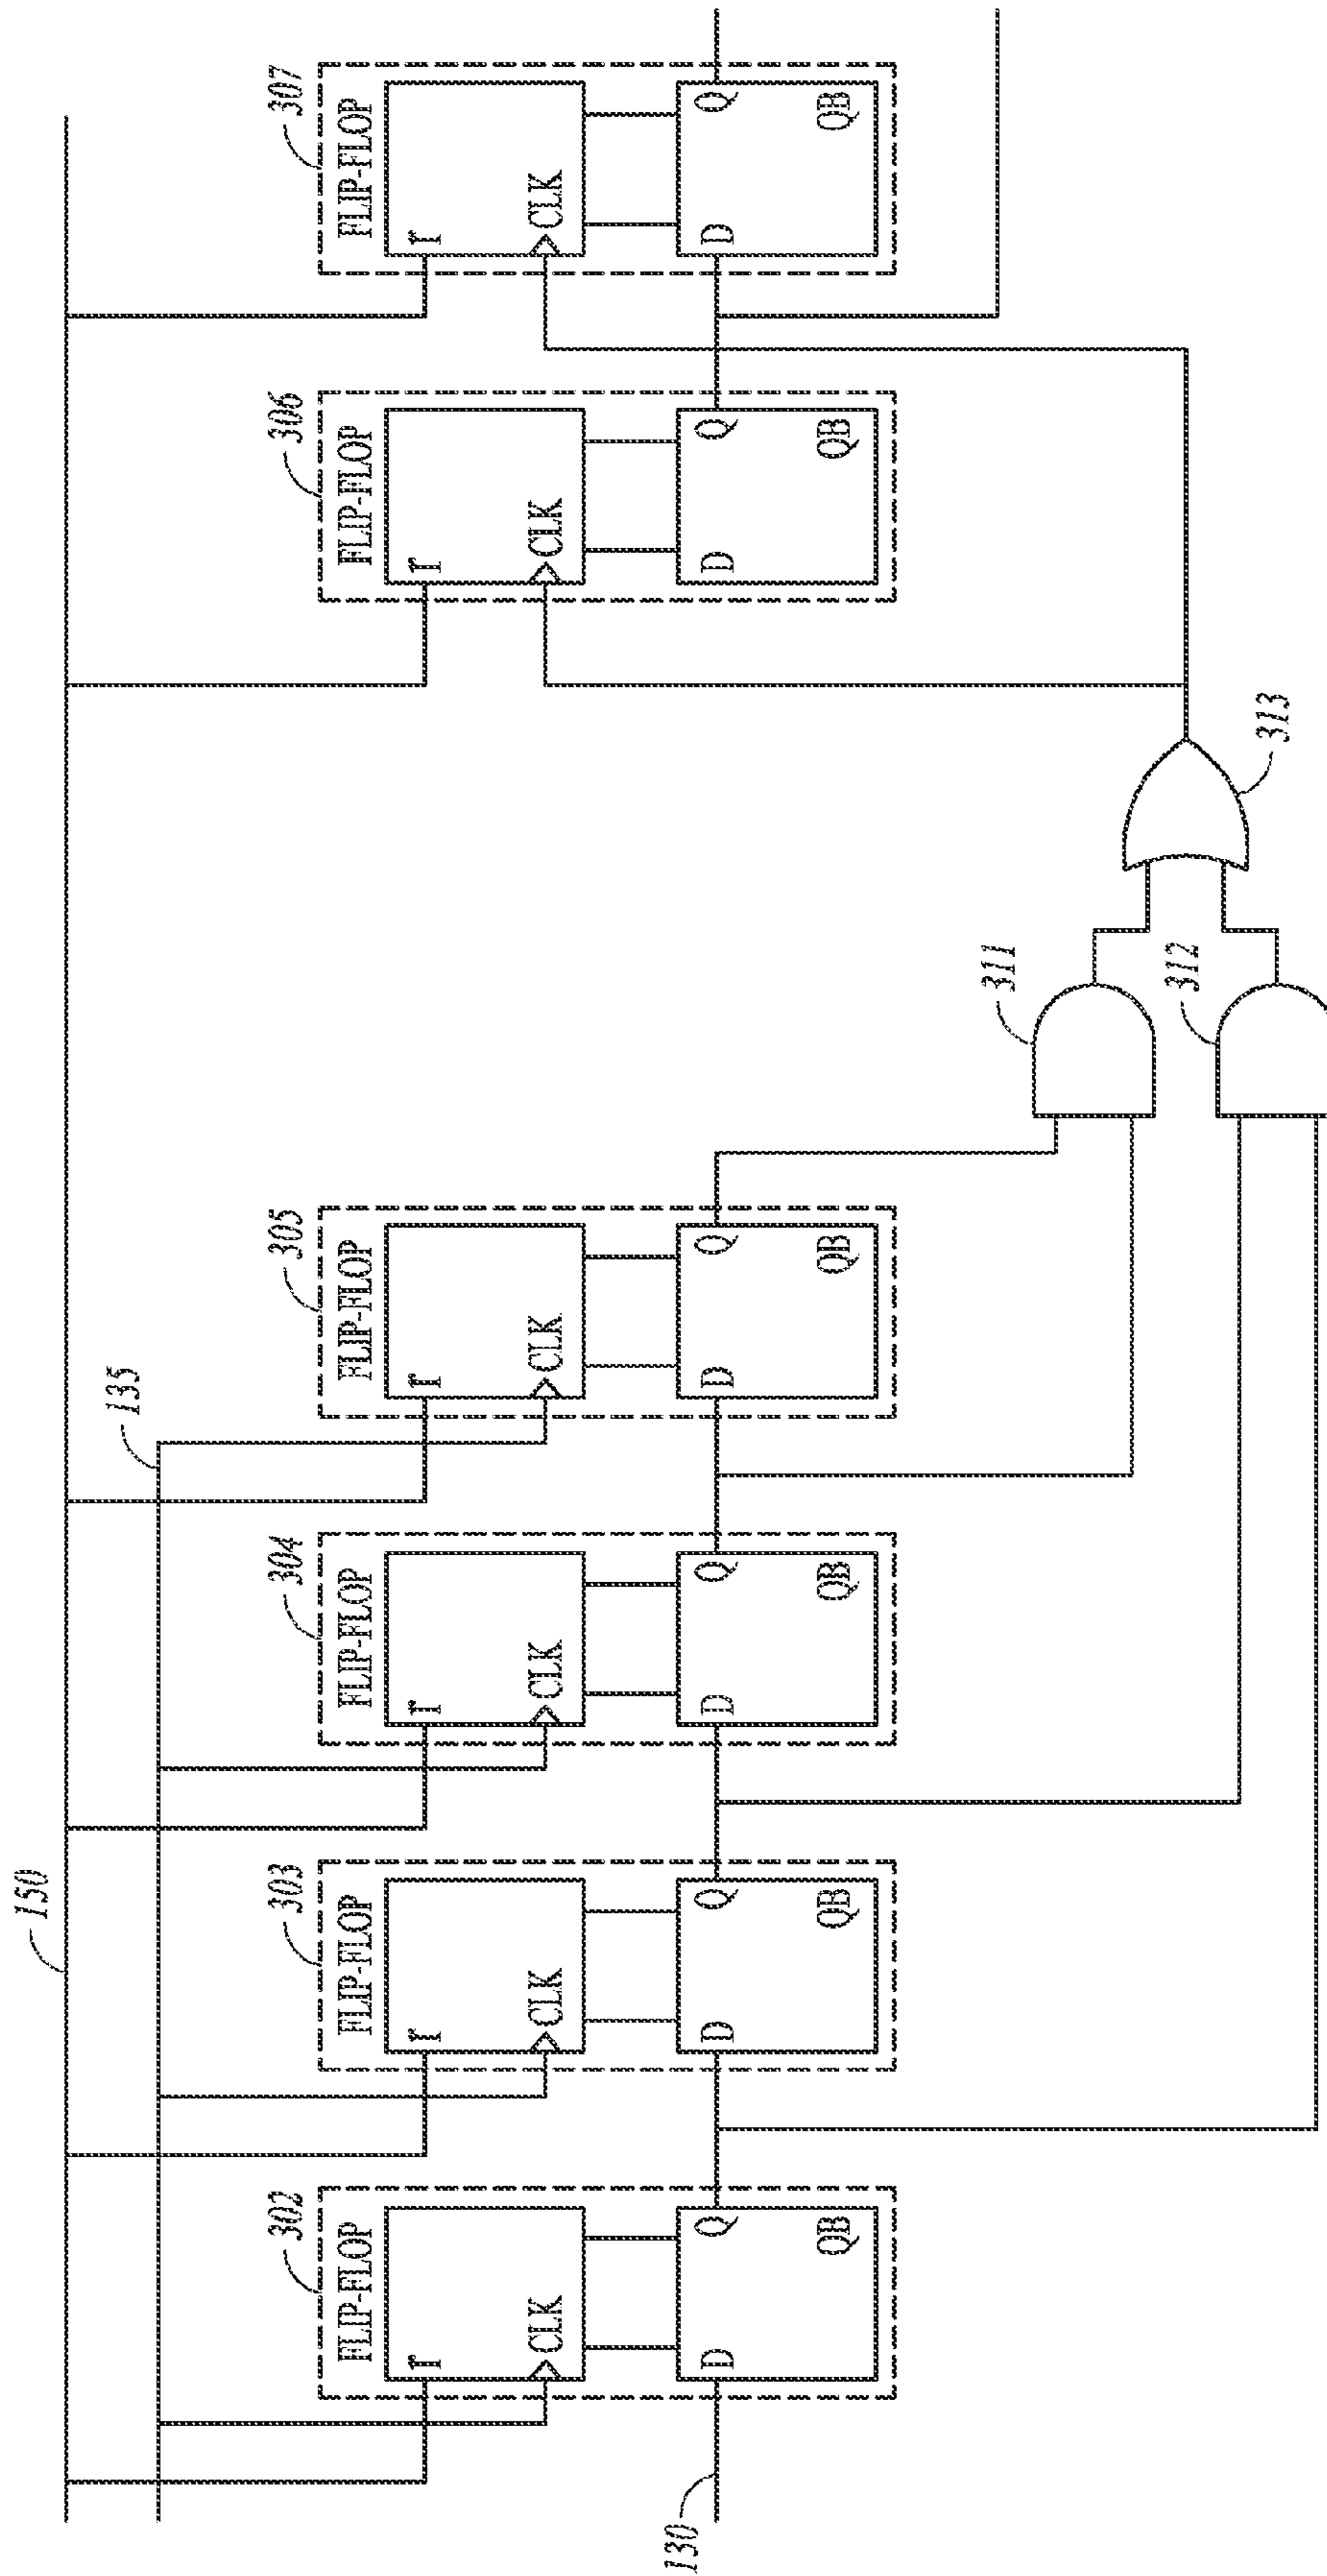 150
135
302
FLIP-FLOP
r
CLK
D
Q
QB
303
FLIP-FLOP
r
CLK
D
Q
QB
304
FLIP-FLOP
r
CLK
D
Q
QB
305
FLIP-FLOP
r
CLK
D
Q
QB
306
FLIP-FLOP
r
CLK
D
Q
QB
307
FLIP-FLOP
r
CLK
D
Q
QB
130
311
312
313